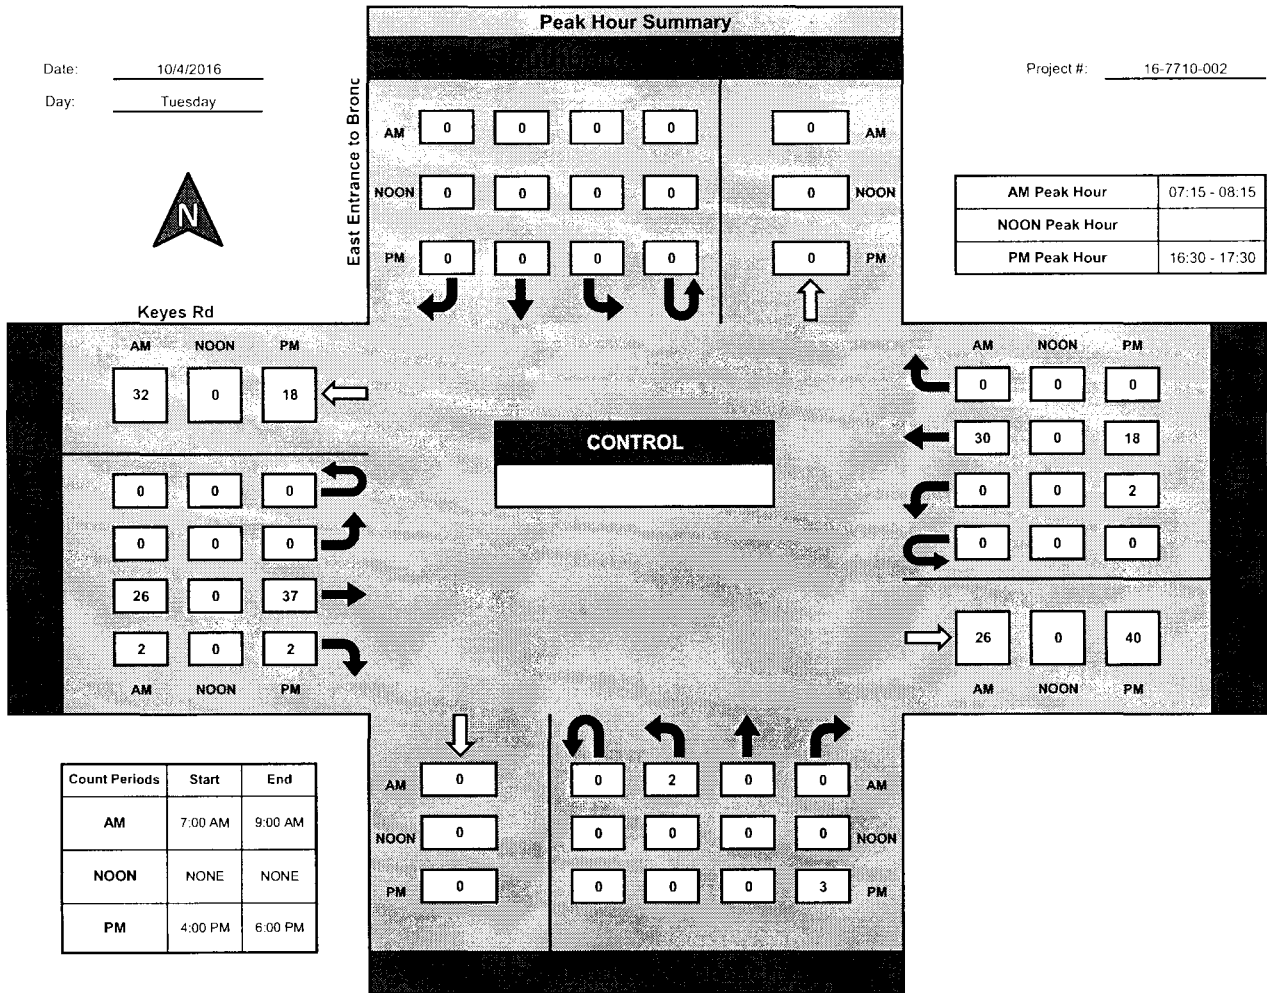 Peak Hour Summary
Date: 10/4/2016
Day: Tuesday
Project #: 16-7710-002
East Entrance to Bronc
N
AM 0 0 0 0 0 AM
NOON 0 0 0 0 0 NOON
PM 0 0 0 0 0 PM
AM Peak Hour 07:15 - 08:15
NOON Peak Hour
PM Peak Hour 16:30 - 17:30
Keyes Rd
AM NOON PM
32 0 18
0 0 0
0 0 0
26 0 37
2 0 2
AM NOON PM
CONTROL
AM NOON PM
0 0 0
30 0 18
0 0 2
0 0 0
26 0 40
AM NOON PM
AM 0 0 2 0 0 AM
NOON 0 0 0 0 0 NOON
PM 0 0 0 0 3 PM
Count Periods Start End
AM 7:00 AM 9:00 AM
NOON NONE NONE
PM 4:00 PM 6:00 PM